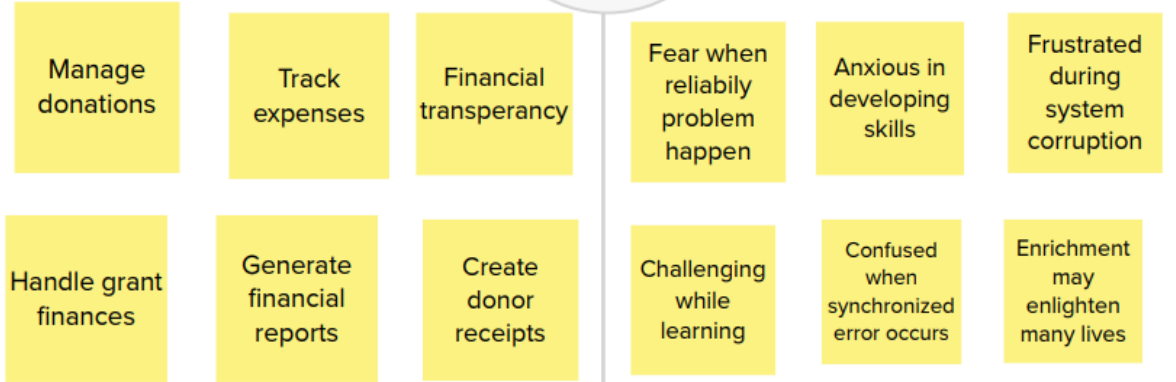 Manage
donations
Track
expenses
Financial
transperancy
Fear when
reliabily
problem
happen
Anxious in
developing
skills
Frustrated
during
system
corruption
Handle grant
finances
Generate
financial
reports
Create
donor
receipts
Challenging
while
learning
Confused
when
synchronized
error occurs
Enrichment
may
enlighten
many lives